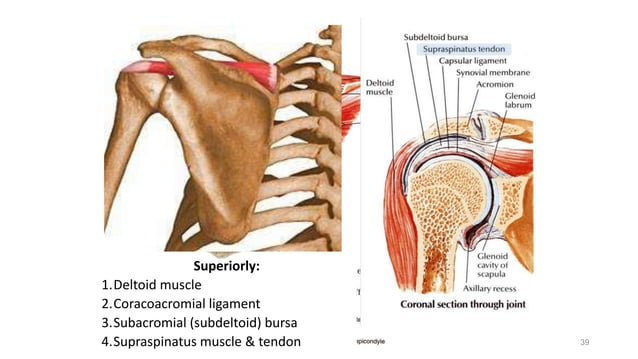 Subdeltoid bursa
Supraspinatus tendon
Capsular ligament
Synovial membrane
Acromion
Deltoid
muscle
Glenoid
labrum
Glenoid
cavity of
scapula
Axillary recess
Coronal section through joint
Superiorly:
1.Deltoid muscle
2.Coracoacromial ligament
3.Subacromial (subdeltoid) bursa
4.Supraspinatus muscle & tendon
39